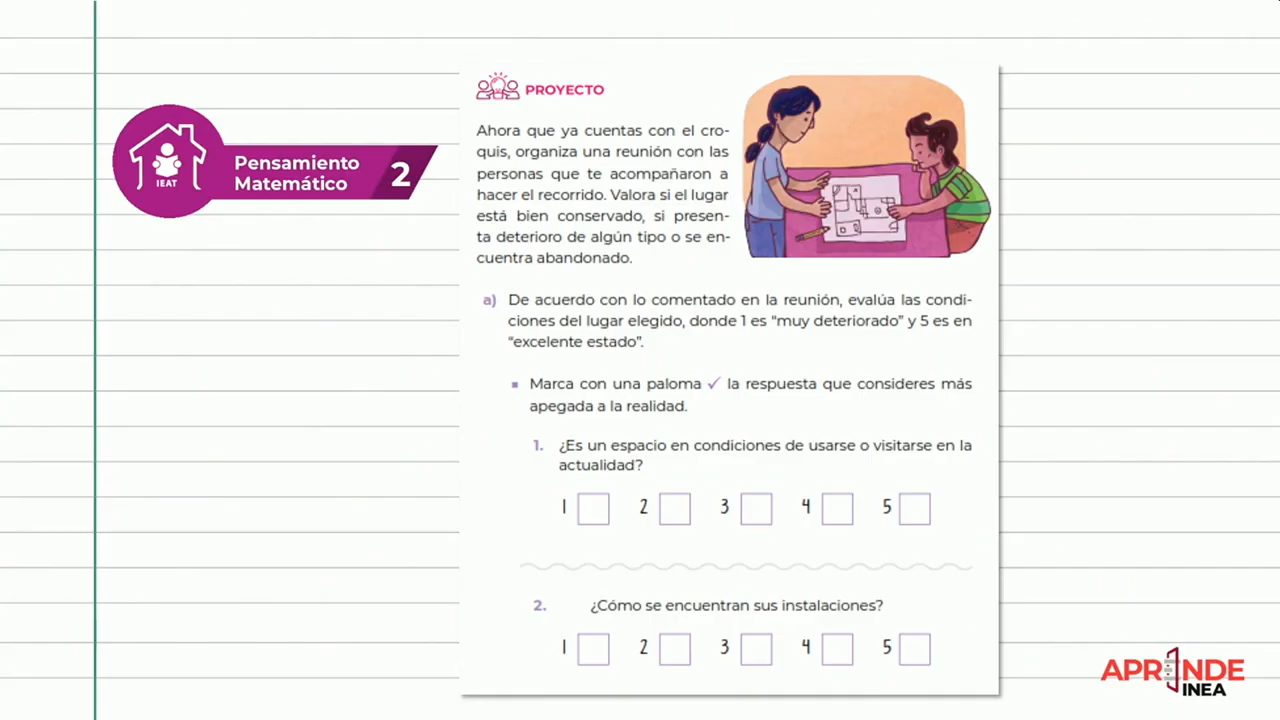 PROYECTO
Ahora que ya cuentas con el cro-
quis, organiza una reunión con las
personas que te acompañaron a
hacer el recorrido. Valora si el lugar
está bien conservado, si presen-
ta deterioro de algún tipo o se en-
cuentra abandonado.
IEAT
Pensamiento
Matemático 2
a) De acuerdo con lo comentado en la reunión, evalúa las condi-
ciones del lugar elegido, donde 1 es “muy deteriorado” y 5 es en
“excelente estado”.
▪ Marca con una paloma ✓ la respuesta que consideres más
apegada a la realidad.
1. ¿Es un espacio en condiciones de usarse o visitarse en la
actualidad?
1 2 3 4 5
2. ¿Cómo se encuentran sus instalaciones?
1 2 3 4 5
APRENDE
INEA